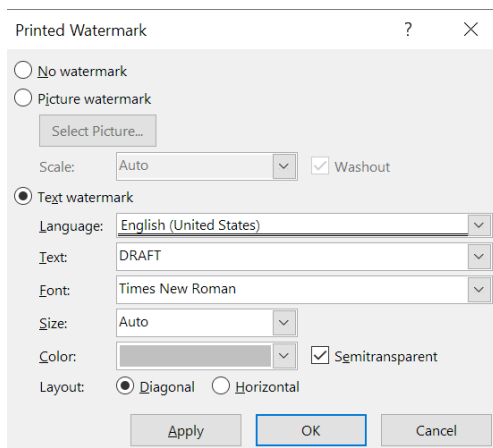 Printed Watermark ?
No watermark
Picture watermark
Select Picture...
Scale: Auto Washout
Text watermark
Language: English (United States)
Text: DRAFT
Font: Times New Roman
Size: Auto
Color: Semitransparent
Layout: Diagonal Horizontal
Apply OK Cancel